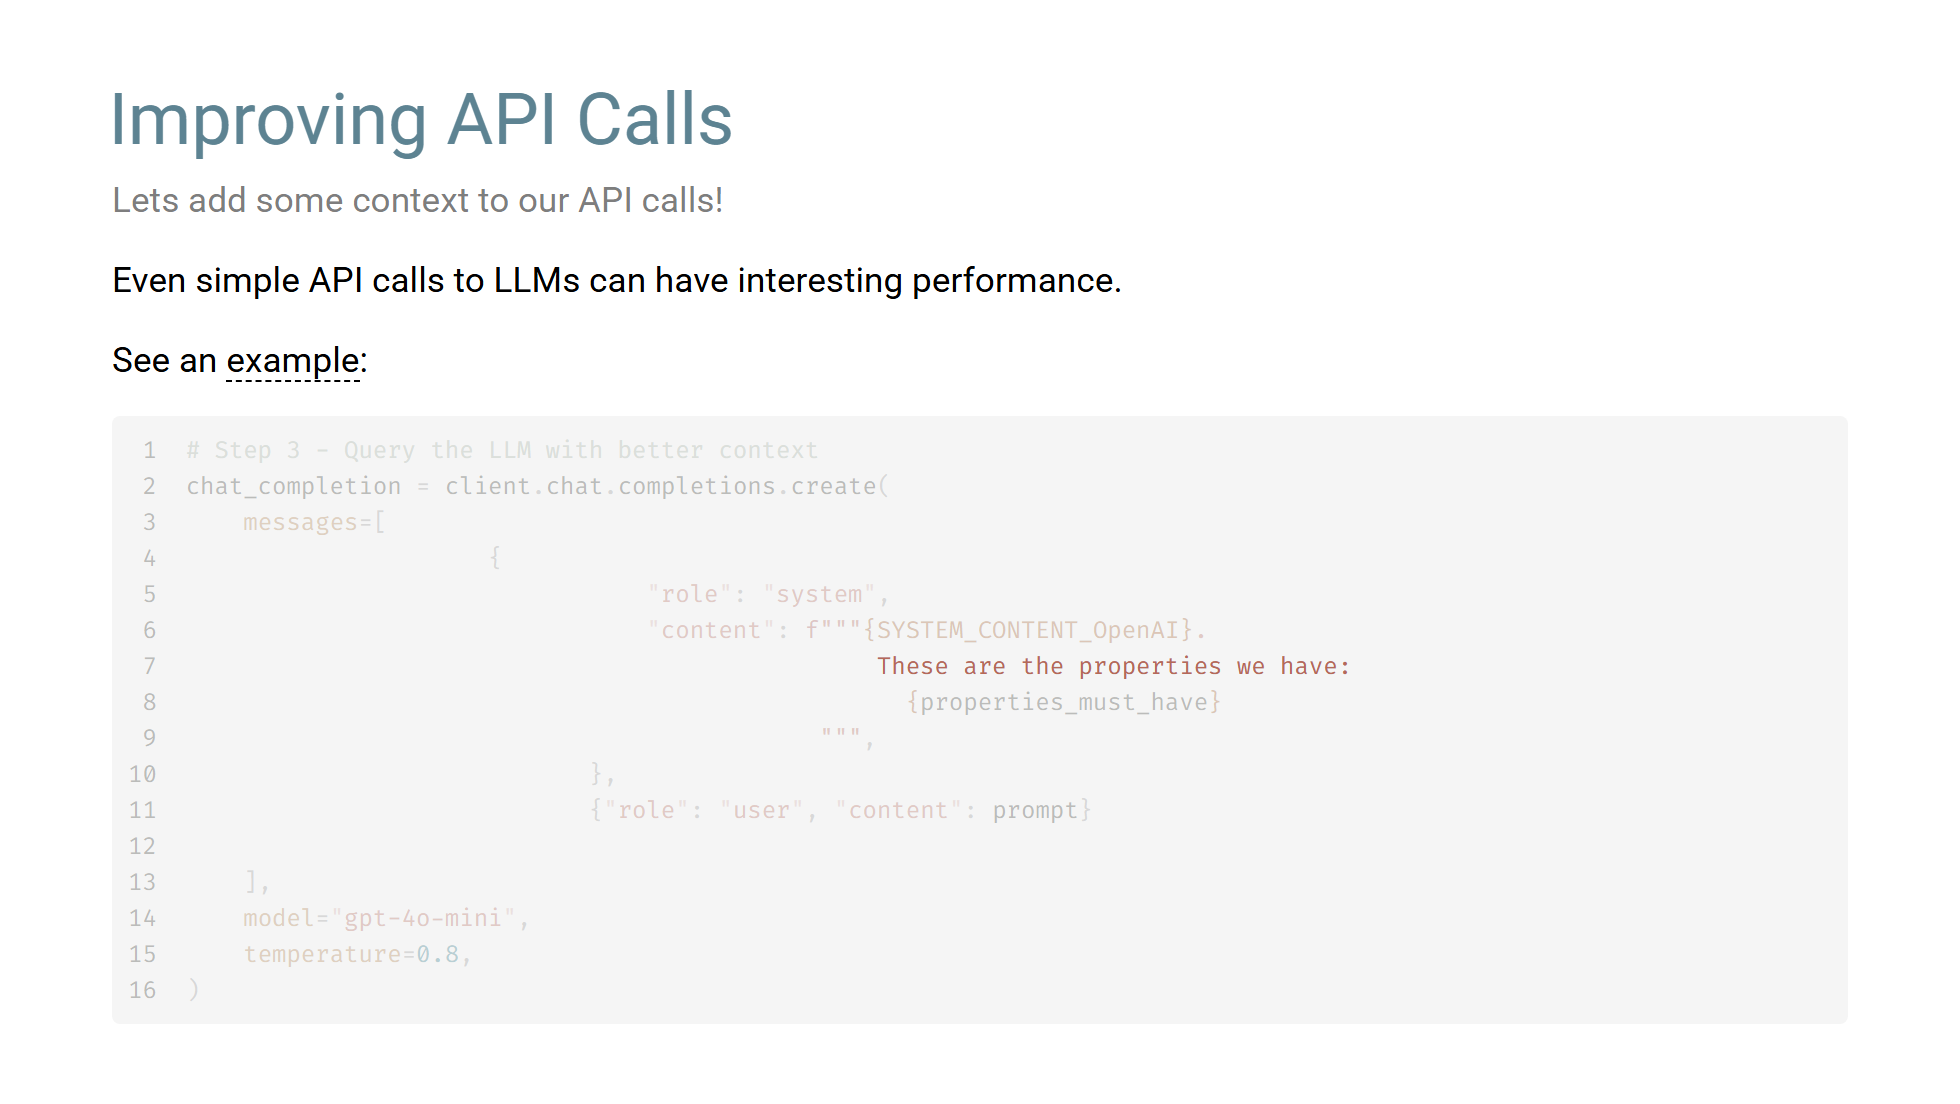 Improving API Calls
Lets add some context to our API calls!
Even simple API calls to LLMs can have interesting performance.
See an example:
1 # Step 3 - Query the LLM with better context
2 chat_completion = client.chat.completions.create(
3     messages=[
4                      {
5                                "role": "system",
6                                "content": f"""{SYSTEM_CONTENT_OpenAI}.
7                                                These are the properties we have:
8                                                  {properties_must_have}
9                                            """,
10                            },
11                            {"role": "user", "content": prompt}
12
13     ],
14     model="gpt-4o-mini",
15     temperature=0.8,
16 )